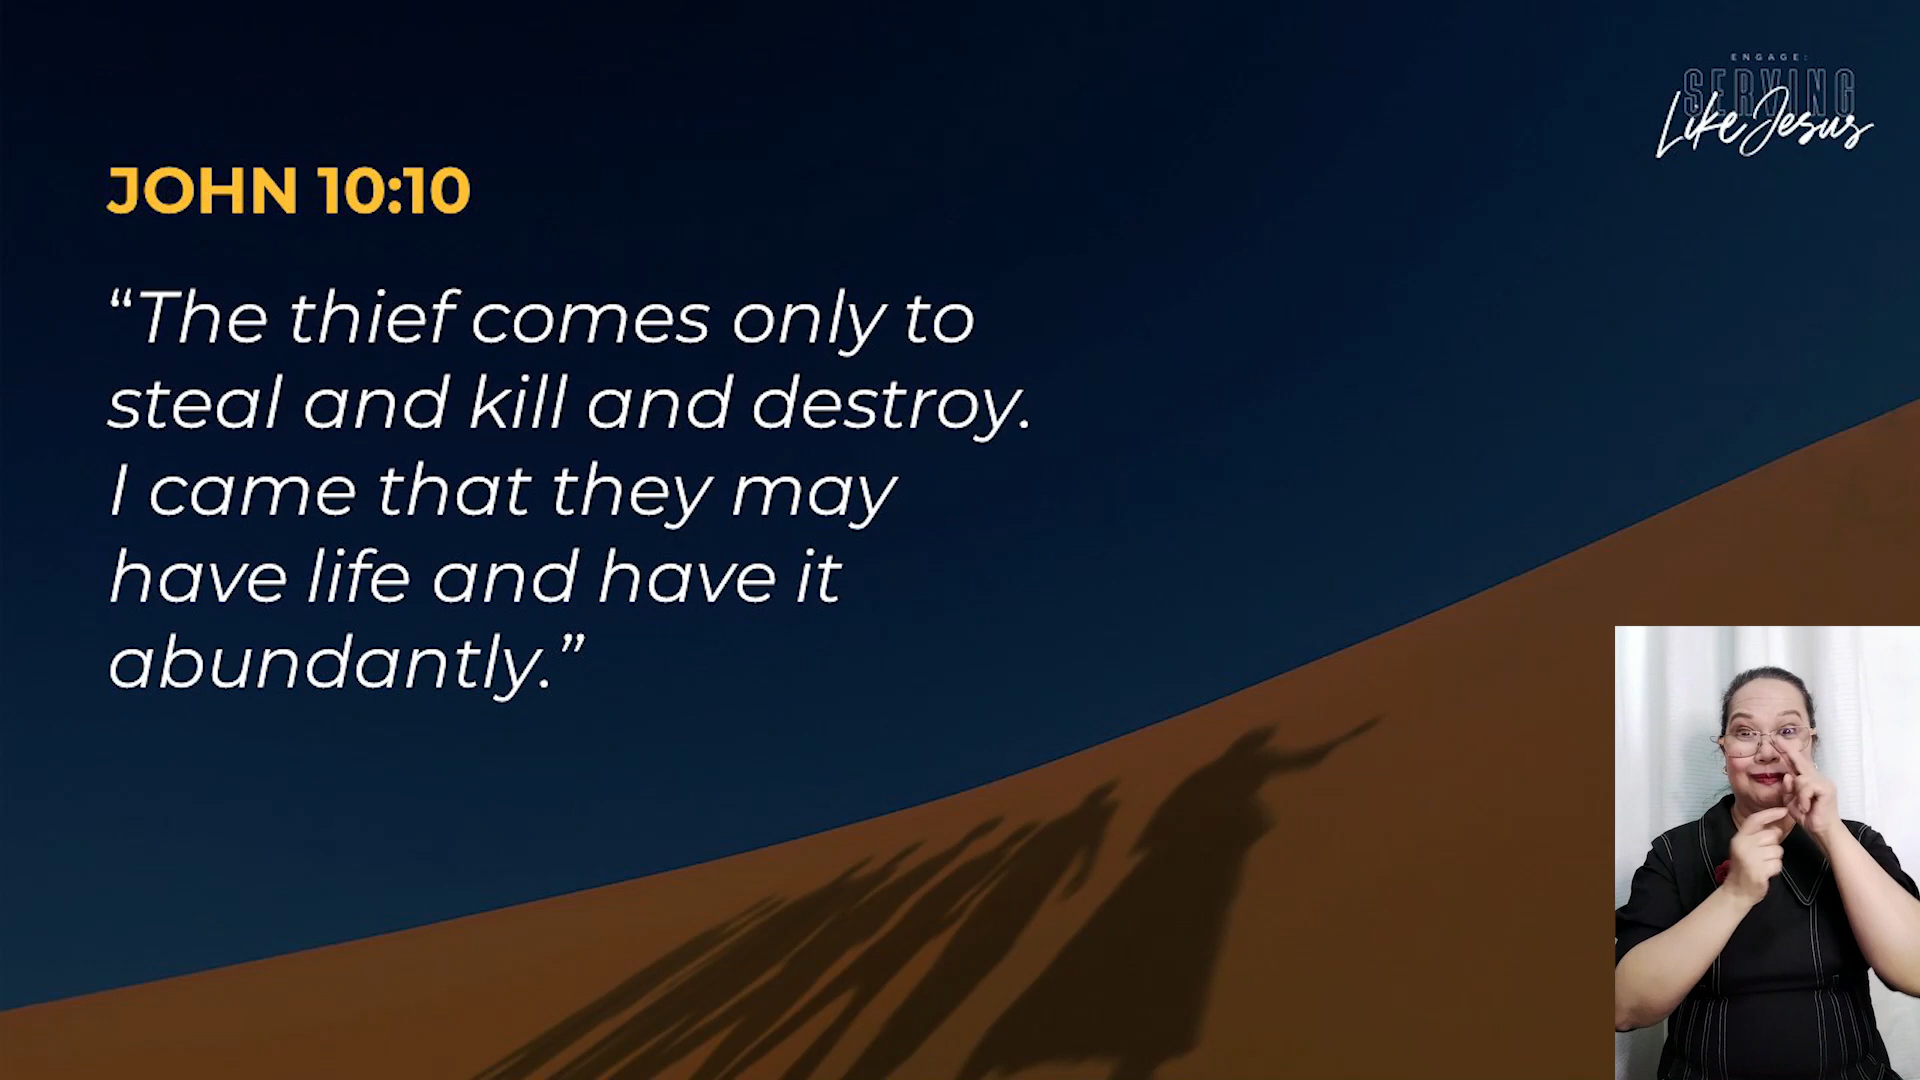 ENGAGE:
SERVING
Like Jesus
JOHN 10:10
“The thief comes only to
steal and kill and destroy.
I came that they may
have life and have it
abundantly.”